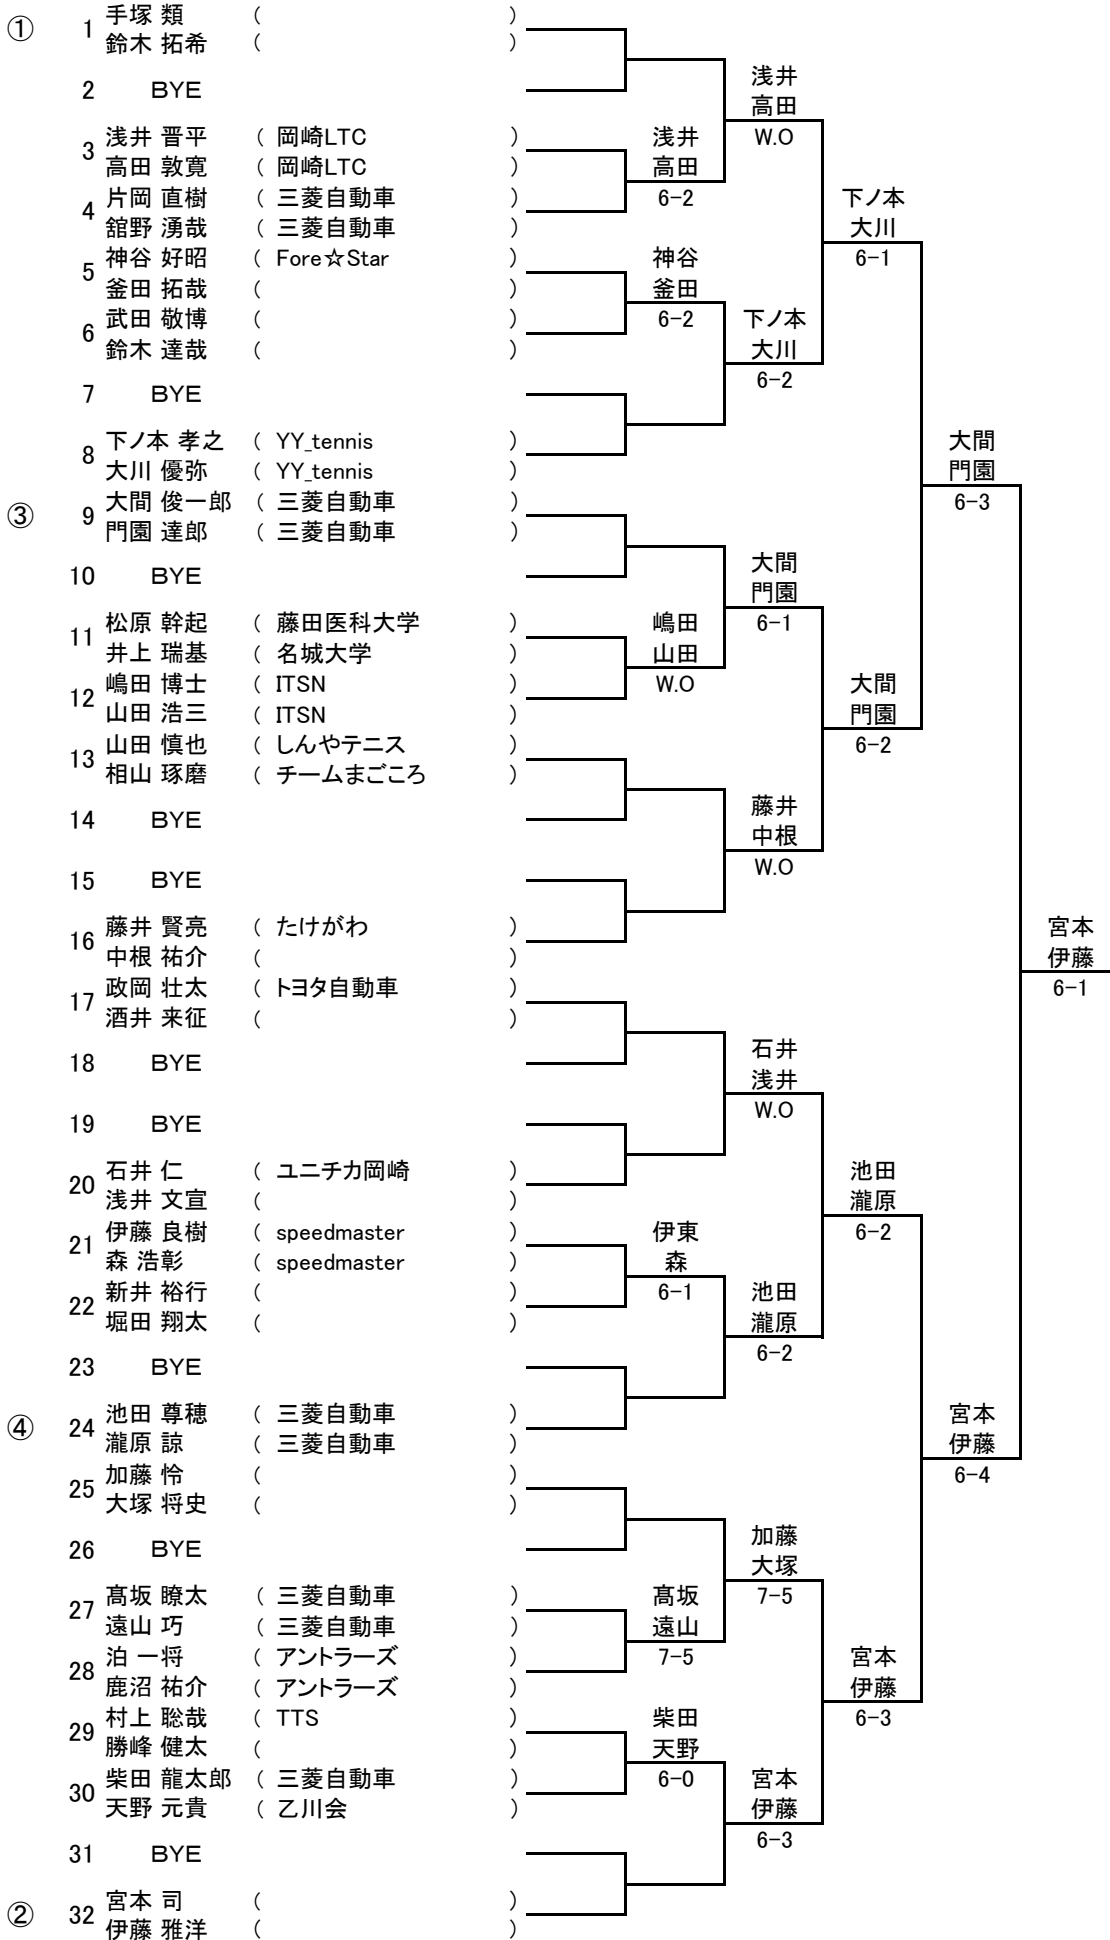 ① 1 手塚 類 ( )
鈴木 拓希 ( )
2 BYE
浅井
高田
W.O
3 浅井 晋平 ( 岡崎LTC )
高田 敦寛 ( 岡崎LTC )
浅井
高田
6-2
4 片岡 直樹 ( 三菱自動車 )
舘野 湧哉 ( 三菱自動車 )
下ノ本
大川
6-1
5 神谷 好昭 ( Fore☆Star )
釜田 拓哉 ( )
神谷
釜田
6-2
6 武田 敬博 ( )
鈴木 達哉 ( )
下ノ本
大川
6-2
7 BYE
8 下ノ本 孝之 ( YY_tennis )
大川 優弥 ( YY_tennis )
大間
門園
6-3
③ 9 大間 俊一郎 ( 三菱自動車 )
門園 達郎 ( 三菱自動車 )
10 BYE
大間
門園
6-1
11 松原 幹起 ( 藤田医科大学 )
井上 瑞基 ( 名城大学 )
嶋田
山田
W.O
12 嶋田 博士 ( ITSN )
山田 浩三 ( ITSN )
大間
門園
6-2
13 山田 慎也 ( しんやテニス )
相山 琢磨 ( チームまごころ )
14 BYE
藤井
中根
W.O
15 BYE
16 藤井 賢亮 ( たけがわ )
中根 祐介 ( )
宮本
伊藤
6-1
17 政岡 壮太 ( トヨタ自動車 )
酒井 来征 ( )
18 BYE
石井
浅井
W.O
19 BYE
20 石井 仁 ( ユニチカ岡崎 )
浅井 文宣 ( )
池田
瀧原
6-2
21 伊藤 良樹 ( speedmaster )
森 浩彰 ( speedmaster )
伊東
森
6-1
22 新井 裕行 ( )
堀田 翔太 ( )
池田
瀧原
6-2
23 BYE
④ 24 池田 尊穂 ( 三菱自動車 )
瀧原 諒 ( 三菱自動車 )
宮本
伊藤
6-4
25 加藤 怜 ( )
大塚 将史 ( )
26 BYE
加藤
大塚
7-5
27 髙坂 瞭太 ( 三菱自動車 )
遠山 巧 ( 三菱自動車 )
髙坂
遠山
7-5
28 泊 一将 ( アントラーズ )
鹿沼 祐介 ( アントラーズ )
宮本
伊藤
6-3
29 村上 聡哉 ( TTS )
勝峰 健太 ( )
柴田
天野
6-0
30 柴田 龍太郎 ( 三菱自動車 )
天野 元貴 ( 乙川会 )
宮本
伊藤
6-3
31 BYE
② 32 宮本 司 ( )
伊藤 雅洋 ( )